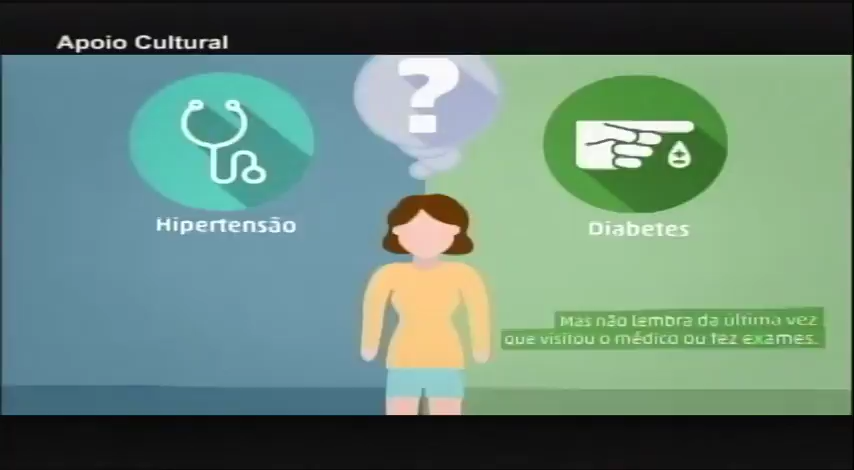 Apoio Cultural
?
Hipertensão
Diabetes
Mas não lembra da última vez
que visitou o médico ou fez exames.